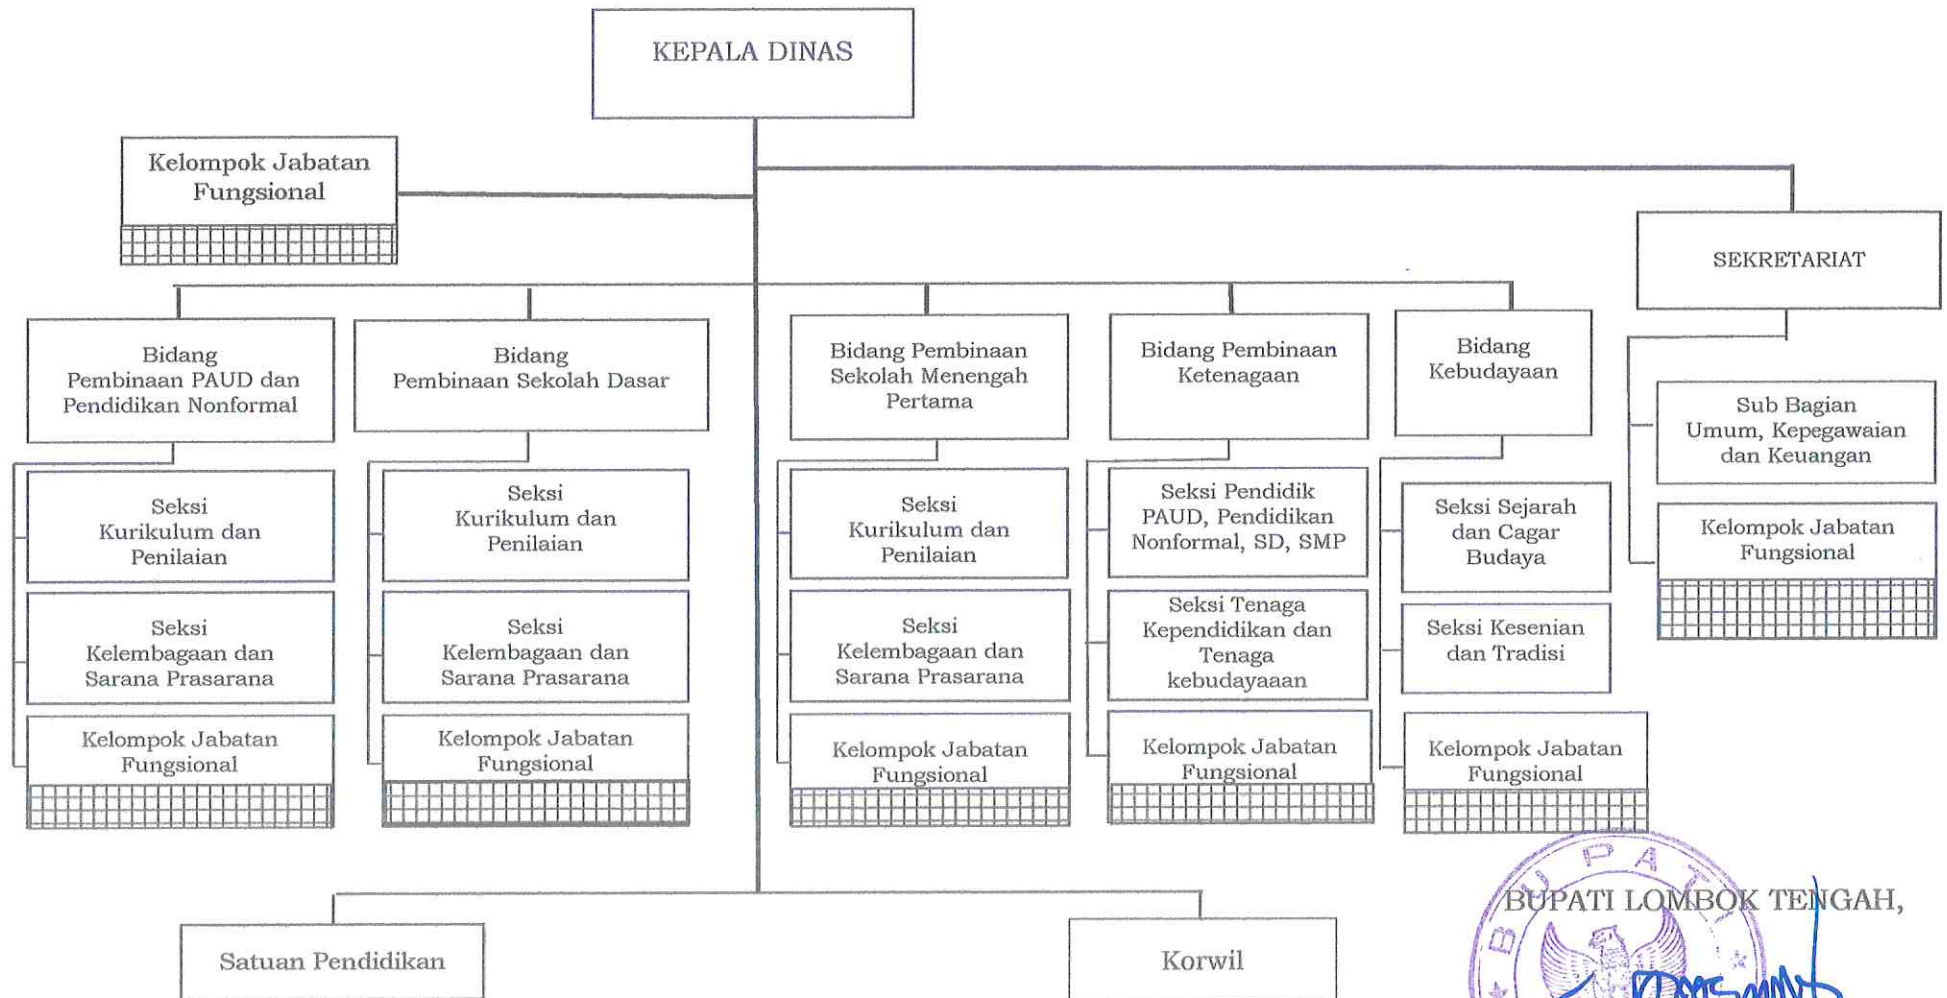 KEPALA DINAS
Kelompok Jabatan
Fungsional
SEKRETARIAT
Bidang
Pembinaan PAUD dan
Pendidikan Nonformal
Bidang
Pembinaan Sekolah Dasar
Bidang Pembinaan
Sekolah Menengah
Pertama
Bidang Pembinaan
Ketenagaan
Bidang
Kebudayaan
Sub Bagian
Umum, Kepegawaian
dan Keuangan
Kelompok Jabatan
Fungsional
Seksi
Kurikulum dan
Penilaian
Seksi
Kelembagaan dan
Sarana Prasarana
Kelompok Jabatan
Fungsional
Seksi
Kurikulum dan
Penilaian
Seksi
Kelembagaan dan
Sarana Prasarana
Kelompok Jabatan
Fungsional
Seksi
Kurikulum dan
Penilaian
Seksi
Kelembagaan dan
Sarana Prasarana
Kelompok Jabatan
Fungsional
Seksi Pendidik
PAUD, Pendidikan
Nonformal, SD, SMP
Seksi Tenaga
Kependidikan dan
Tenaga
kebudayaaan
Kelompok Jabatan
Fungsional
Seksi Sejarah
dan Cagar
Budaya
Seksi Kesenian
dan Tradisi
Kelompok Jabatan
Fungsional
Satuan Pendidikan
Korwil
BUPATI LOMBOK TENGAH,
BUPATI